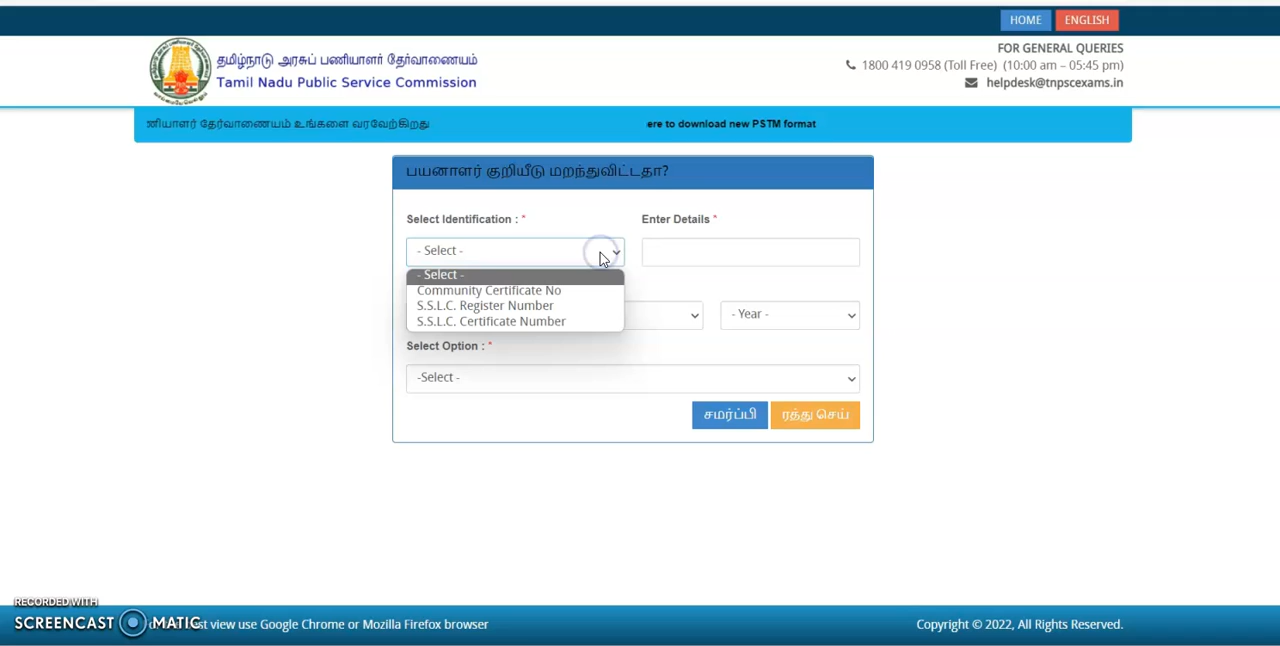 HOME ENGLISH
தமிழ்நாடு அரசுப் பணியாளர் தேர்வாணையம்
Tamil Nadu Public Service Commission
FOR GENERAL QUERIES
1800 419 0958 (Toll Free) (10:00 am – 05:45 pm)
helpdesk@tnpscexams.in
ணியாளர் தேர்வாணையம் உங்களை வரவேற்கிறது
ere to download new PSTM format
பயனாளர் குறியீடு மறந்துவிட்டதா?
Select Identification : * Enter Details *
- Select -
- Select -
Community Certificate No
S.S.L.C. Register Number
S.S.L.C. Certificate Number
- Year -
Select Option : *
-Select -
சமர்ப்பி ரத்து செய்
RECORDED WITH
SCREENCAST MATIC
st view use Google Chrome or Mozilla Firefox browser
Copyright © 2022, All Rights Reserved.